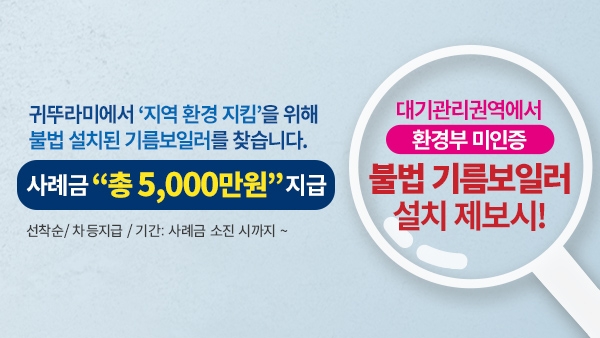 귀뚜라미에서 ‘지역 환경 지킴’을 위해
불법 설치된 기름보일러를 찾습니다.
사례금 “총 5,000만원” 지급
선착순/ 차등지급 / 기간: 사례금 소진 시까지 ~
대기관리권역에서
환경부 미인증
불법 기름보일러
설치 제보시!